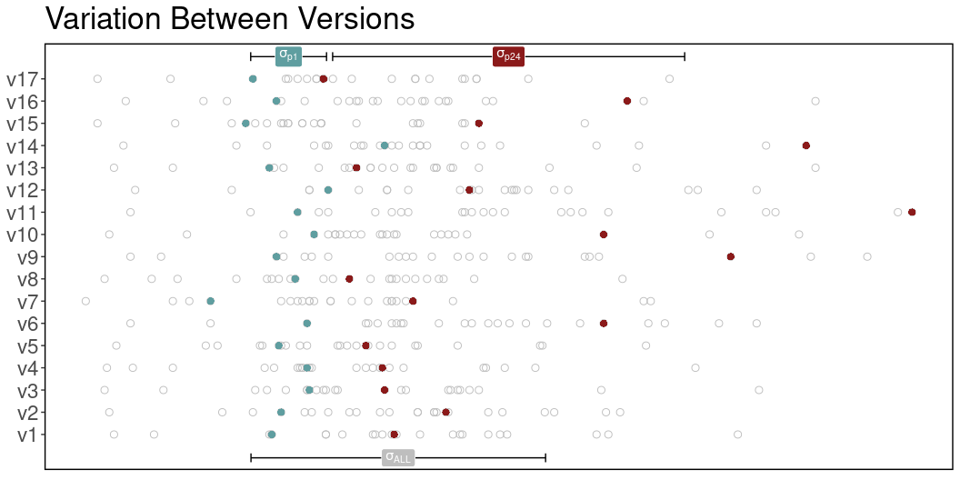 Variation Between Versions
σp1 σp24
v17
v16
v15
v14
v13
v12
v11
v10
v9
v8
v7
v6
v5
v4
v3
v2
v1
σALL